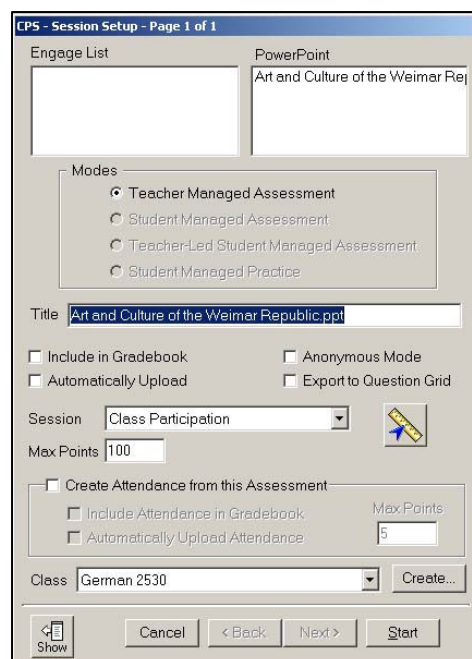 CPS - Session Setup - Page 1 of 1
Engage List
PowerPoint
Art and Culture of the Weimar Rep
Modes
Teacher Managed Assessment
Student Managed Assessment
Teacher-Led Student Managed Assessment
Student Managed Practice
Title Art and Culture of the Weimar Republic.ppt
Include in Gradebook Anonymous Mode
Automatically Upload Export to Question Grid
Session Class Participation
Max Points 100
Create Attendance from this Assessment
Include Attendance in Gradebook Max Points
Automatically Upload Attendance 5
Class German 2530 Create...
Show Cancel < Back Next > Start